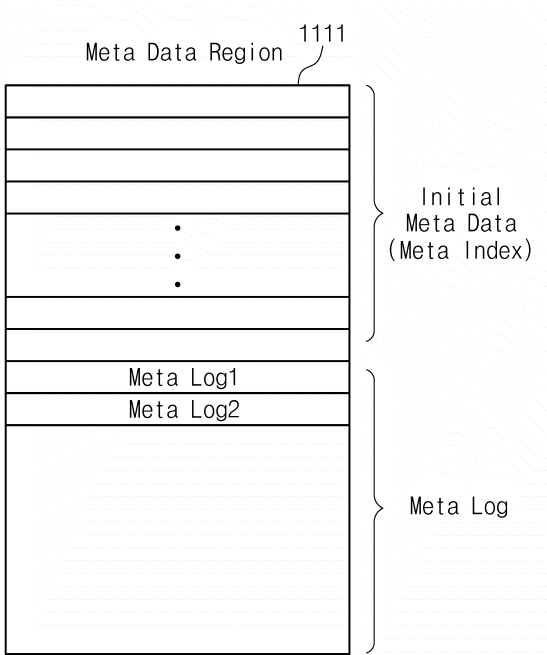 1111
Meta Data Region
Initial
Meta Data
(Meta Index)
Meta Log1
Meta Log2
Meta Log